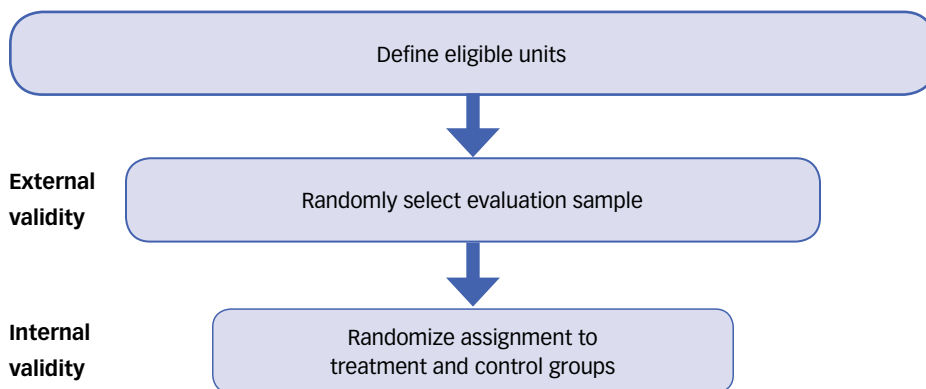 Define eligible units
External
validity
Randomly select evaluation sample
Internal
validity
Randomize assignment to
treatment and control groups